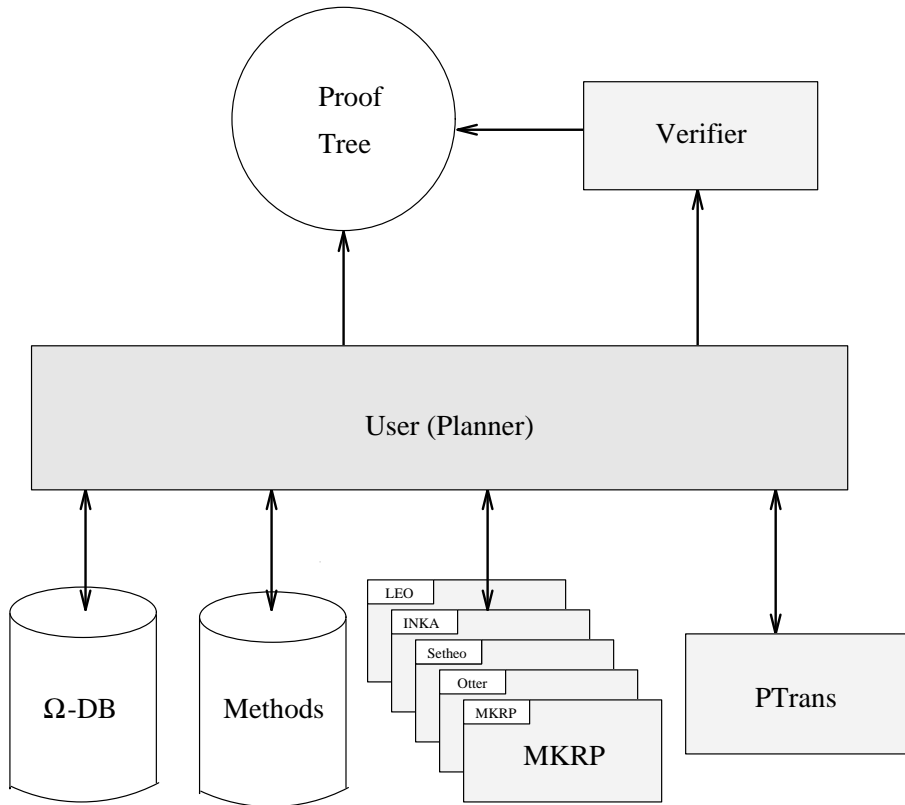 Proof
Tree
Verifier
User (Planner)
LEO
INKA
Setheo
Otter
MKRP
MKRP
Ω-DB
Methods
PTrans